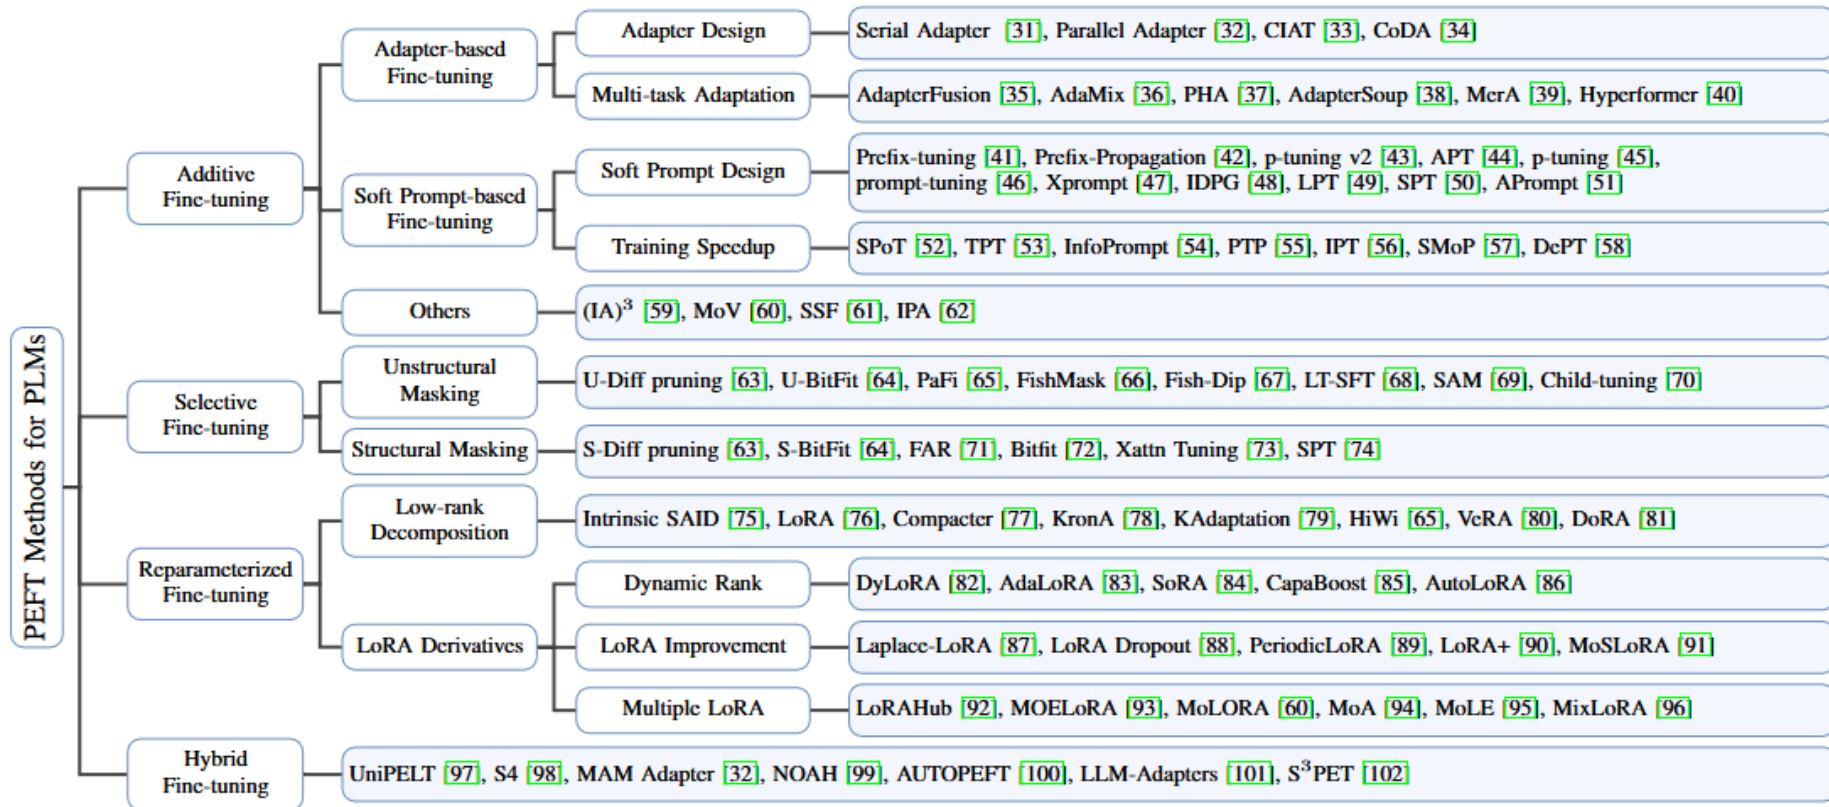 PEFT Methods for PLMs
Additive
Fine-tuning
Adapter-based
Fine-tuning
Adapter Design
Serial Adapter [31], Parallel Adapter [32], CIAT [33], CoDA [34]
Multi-task Adaptation
AdapterFusion [35], AdaMix [36], PHA [37], AdapterSoup [38], MerA [39], Hyperformer [40]
Soft Prompt-based
Fine-tuning
Soft Prompt Design
Prefix-tuning [41], Prefix-Propagation [42], p-tuning v2 [43], APT [44], p-tuning [45],
prompt-tuning [46], Xprompt [47], IDPG [48], LPT [49], SPT [50], APrompt [51]
Training Speedup
SPoT [52], TPT [53], InfoPrompt [54], PTP [55], IPT [56], SMoP [57], DePT [58]
Others
(IA)³ [59], MoV [60], SSF [61], IPA [62]
Selective
Fine-tuning
Unstructural
Masking
U-Diff pruning [63], U-BitFit [64], PaFi [65], FishMask [66], Fish-Dip [67], LT-SFT [68], SAM [69], Child-tuning [70]
Structural Masking
S-Diff pruning [63], S-BitFit [64], FAR [71], Bitfit [72], Xattn Tuning [73], SPT [74]
Reparameterized
Fine-tuning
Low-rank
Decomposition
Intrinsic SAID [75], LoRA [76], Compacter [77], KronA [78], KAdaptation [79], HiWi [65], VeRA [80], DoRA [81]
LoRA Derivatives
Dynamic Rank
DyLoRA [82], AdaLoRA [83], SoRA [84], CapaBoost [85], AutoLoRA [86]
LoRA Improvement
Laplace-LoRA [87], LoRA Dropout [88], PeriodicLoRA [89], LoRA+ [90], MoSLoRA [91]
Multiple LoRA
LoRAHub [92], MOELoRA [93], MoLORA [60], MoA [94], MoLE [95], MixLoRA [96]
Hybrid
Fine-tuning
UniPELT [97], S4 [98], MAM Adapter [32], NOAH [99], AUTOPEFT [100], LLM-Adapters [101], S³PET [102]